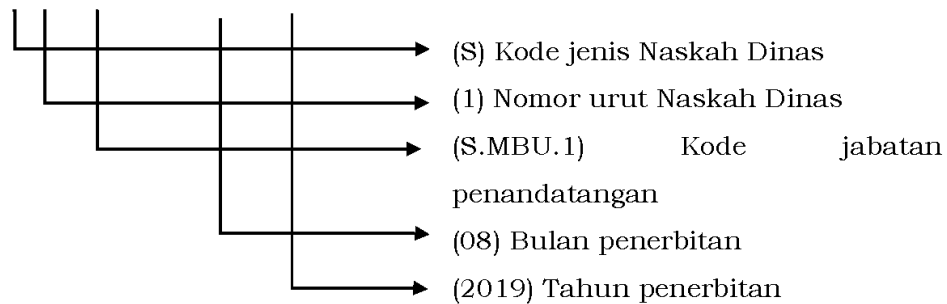 (S) Kode jenis Naskah Dinas
(1) Nomor urut Naskah Dinas
(S.MBU.1) Kode jabatan
penandatangan
(08) Bulan penerbitan
(2019) Tahun penerbitan